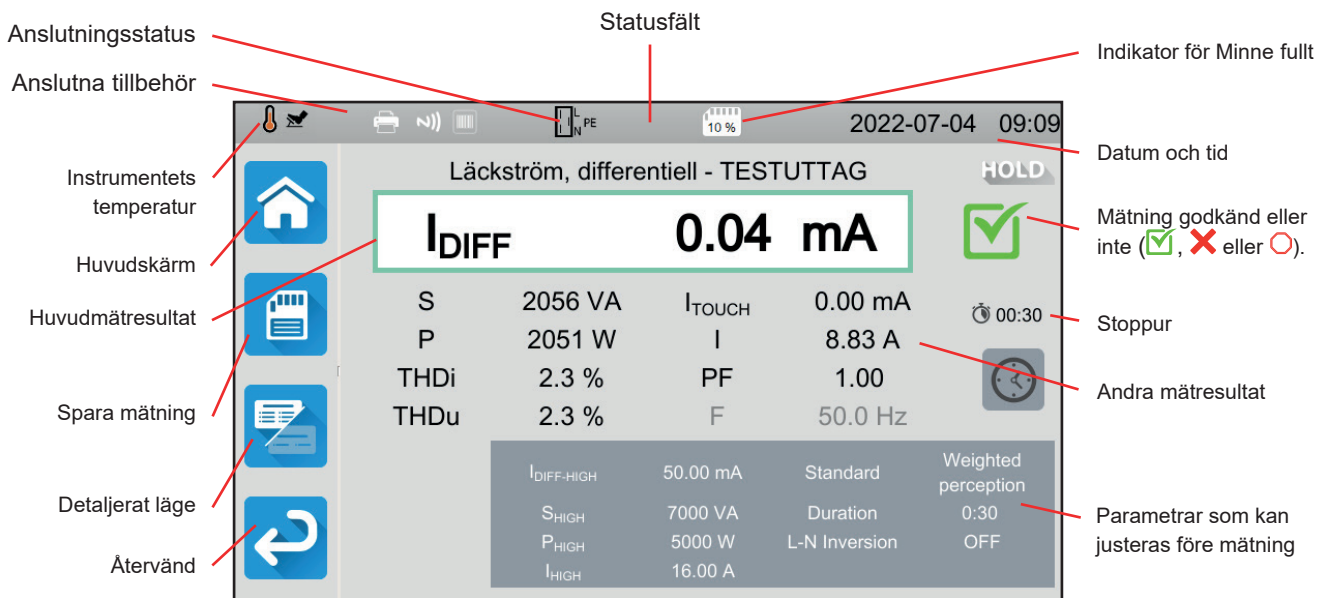 Statusfält
Anslutningsstatus
Indikator för Minne fullt
Anslutna tillbehör
L
N PE
10 %
2022-07-04 09:09
Datum och tid
Läckström, differentiell - TESTUTTAG
HOLD
Instrumentets
temperatur
Mätning godkänd eller
inte ( , eller ).
IDIFF 0.04 mA
Huvudskärm
S 2056 VA ITOUCH 0.00 mA
00:30
Huvudmätresultat
Stoppur
P 2051 W I 8.83 A
THDi 2.3 % PF 1.00
Andra mätresultat
THDu 2.3 % F 50.0 Hz
Spara mätning
IDIFF-HIGH 50.00 mA Standard Weighted
perception
Detaljerat läge
SHIGH 7000 VA Duration 0:30
Parametrar som kan
justeras före mätning
PHIGH 5000 W L-N Inversion OFF
Återvänd
IHIGH 16.00 A